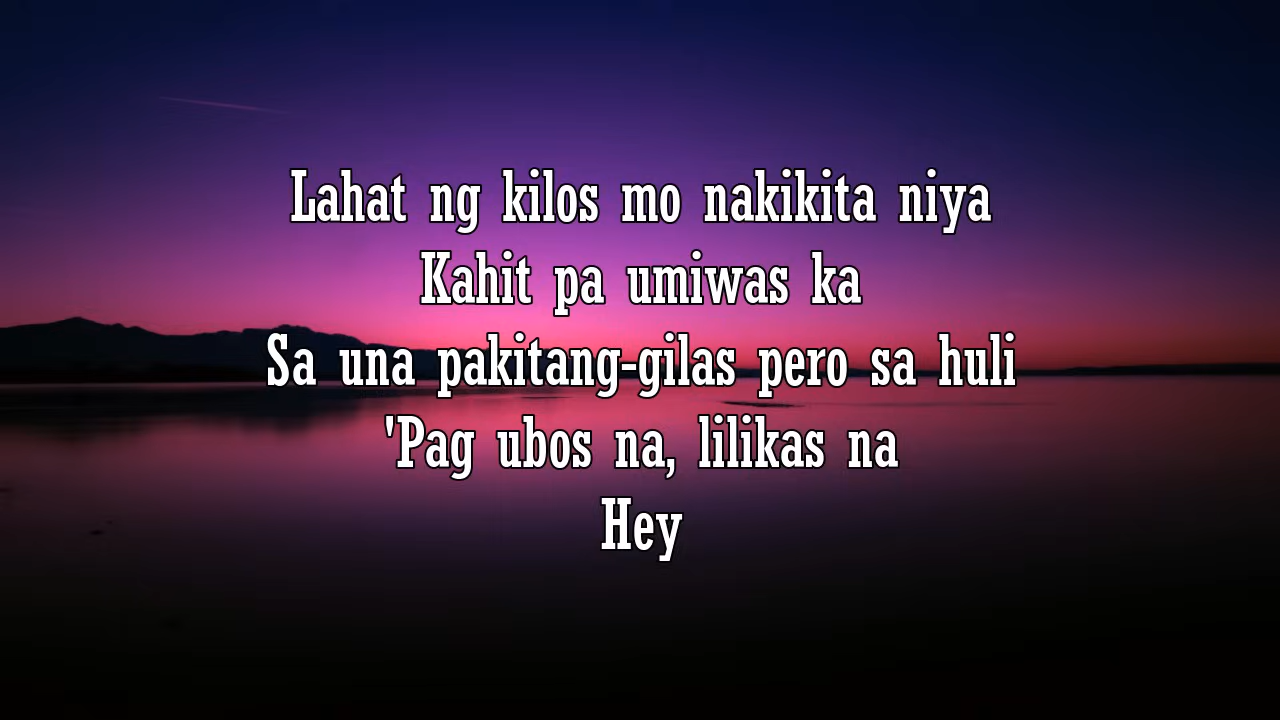 Lahat ng kilos mo nakikita niya
Kahit pa umiwas ka
Sa una pakitang-gilas pero sa huli
'Pag ubos na, lilikas na
Hey